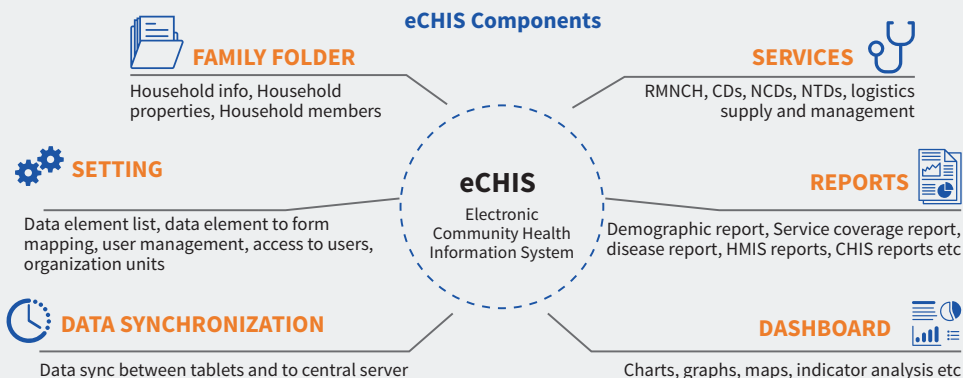 eCHIS Components
FAMILY FOLDER
Household info, Household
properties, Household members
SERVICES
RMNCH, CDs, NCDs, NTDs, logistics
supply and management
SETTING
Data element list, data element to form
mapping, user management, access to users,
organization units
eCHIS
Electronic
Community Health
Information System
REPORTS
Demographic report, Service coverage report,
disease report, HMIS reports, CHIS reports etc
DATA SYNCHRONIZATION
Data sync between tablets and to central server
DASHBOARD
Charts, graphs, maps, indicator analysis etc